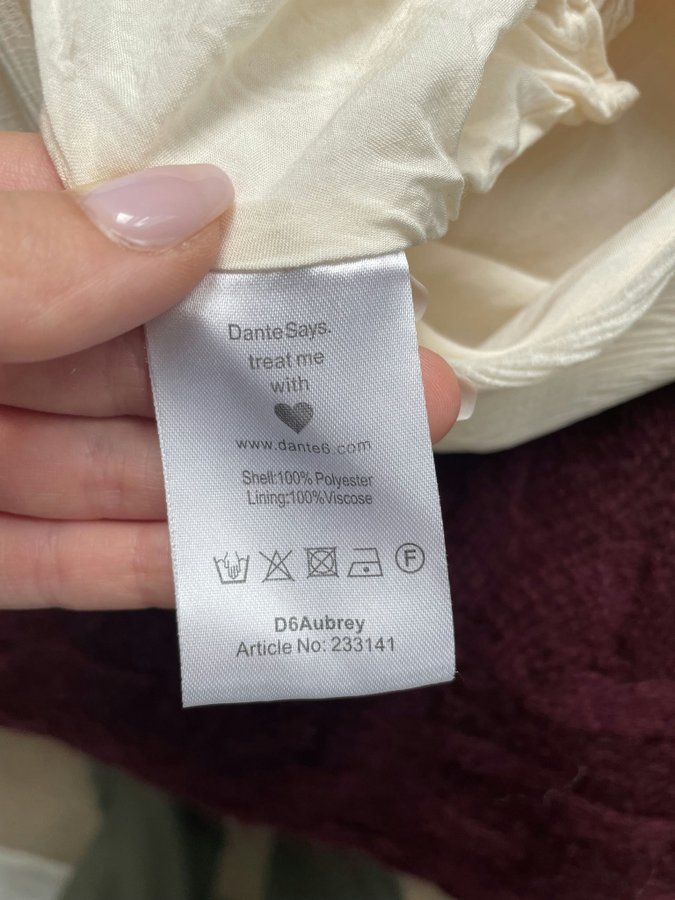 DanteSays.
treat me
with
www.dante6.com
Shell:100% Polyester
Lining:100%Viscose
F
D6Aubrey
Article No: 233141